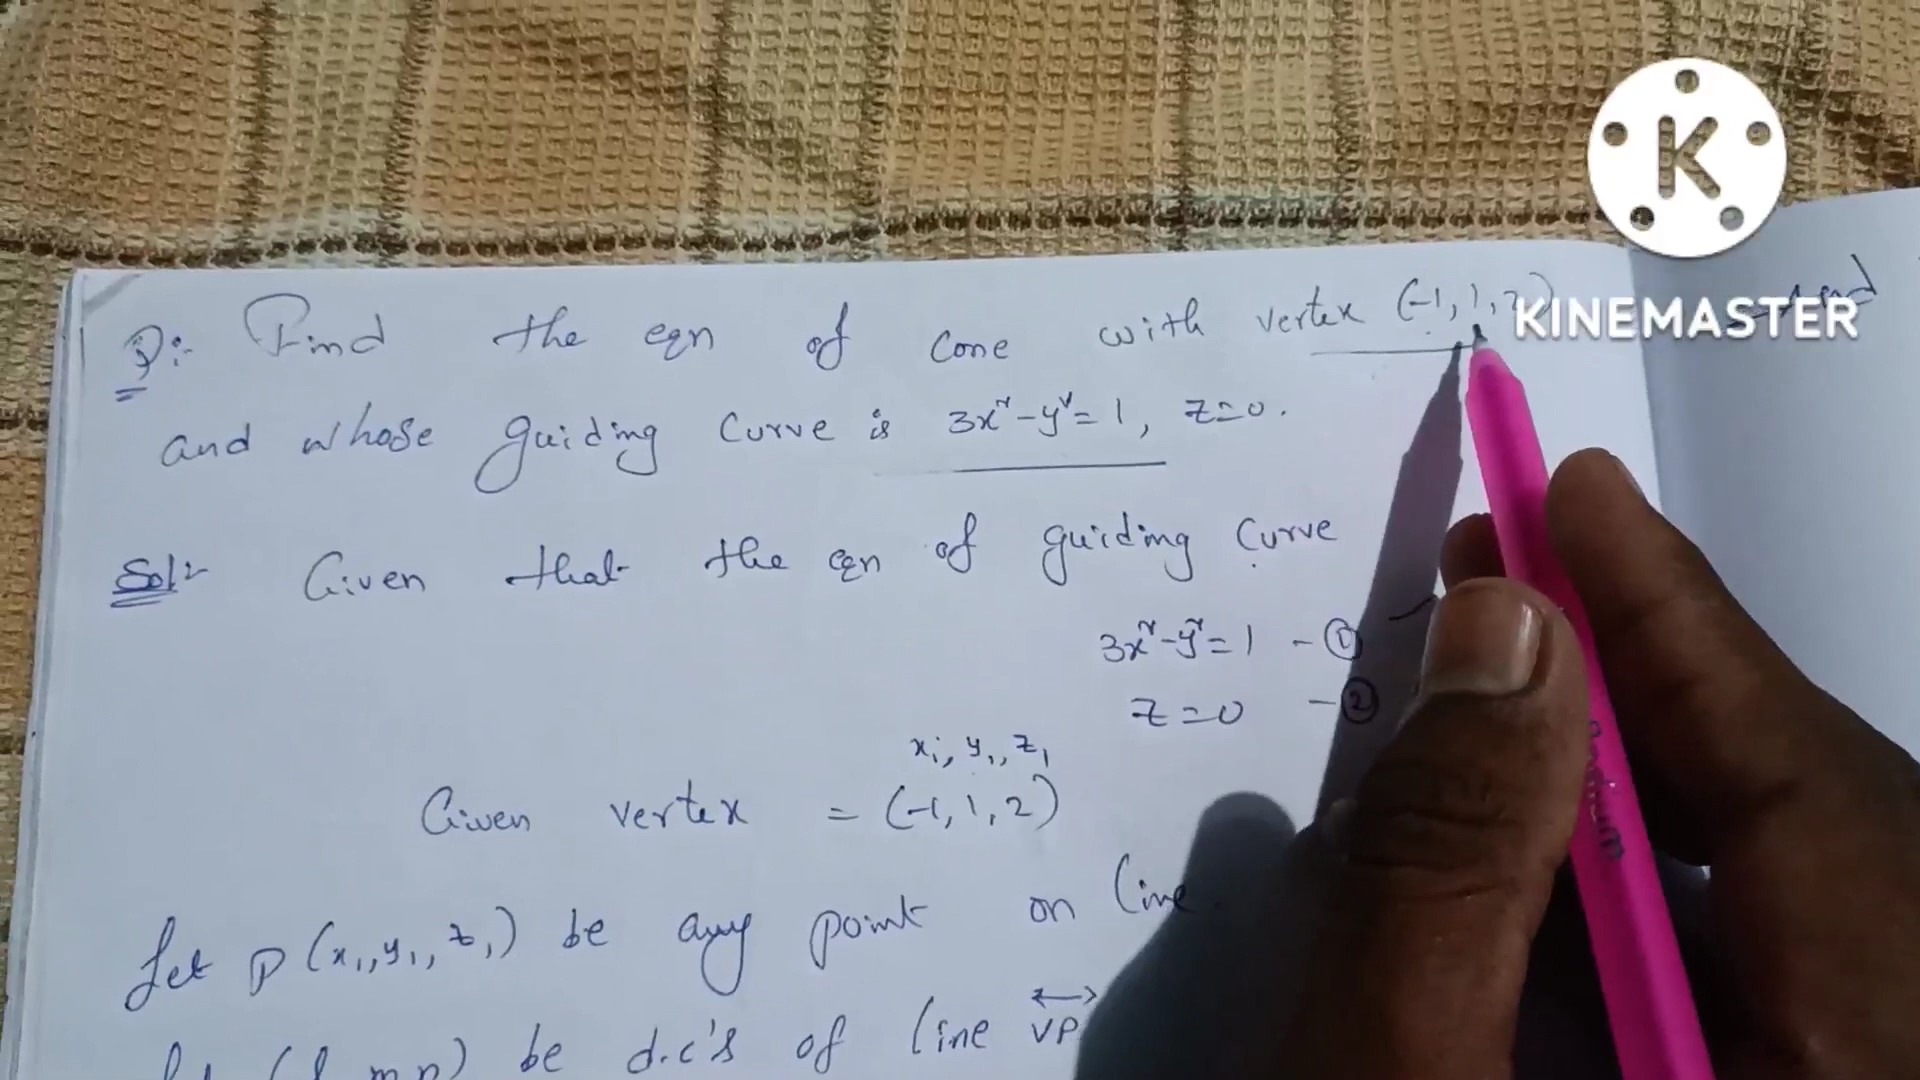 K
KINEMASTER
Q:- Find the eqn of cone with vertex (-1, 1, 2)
and whose guiding curve is 3x²-y²=1, z=0.
Sol:- Given that the eqn of guiding curve
3x²-y²=1 -①
z=0 -②
x₁, y₁, z₁
Given vertex = (-1, 1, 2)
Let P(x₁, y₁, z₁) be any point on line
(l, m, n) be d.c's of line VP